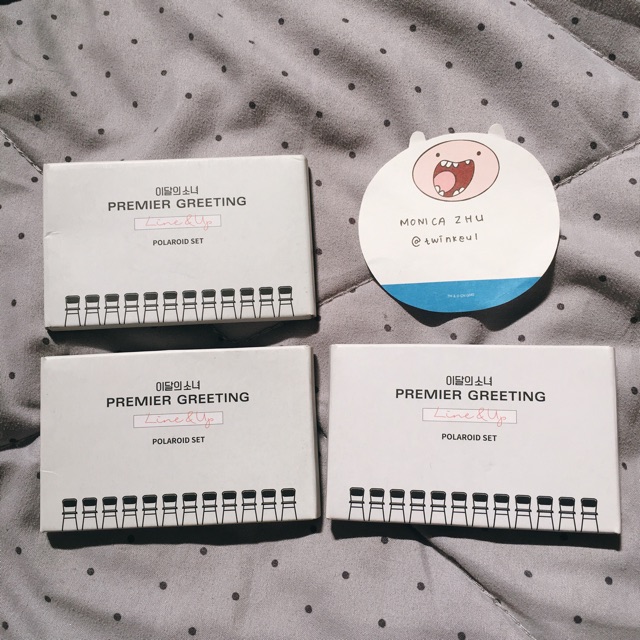 이달의 소녀
PREMIER GREETING
Line & Up
POLAROID SET
MONICA ZHU
@twinkeul
이달의 소녀
PREMIER GREETING
Line & Up
POLAROID SET
이달의 소녀
PREMIER GREETING
Line & Up
POLAROID SET